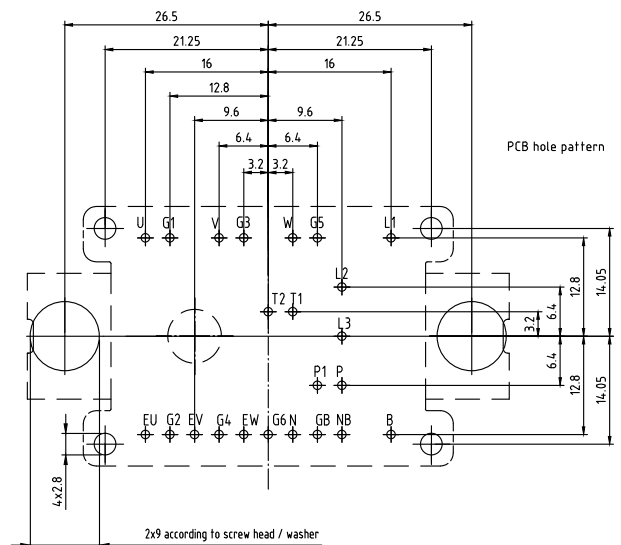 26.5 26.5
21.25 21.25
16 16
12.8
9.6 9.6
6.4 6.4
PCB hole pattern
3.2 3.2
U G1 V G3 W G5 L1
L2
T2 T1
3.2 6.4 12.8 14.05
L3
6.4 12.8 14.05
P1 P
EU G2 EV G4 EW G6 N GB NB B
4x2.8
2x9 according to screw head / washer